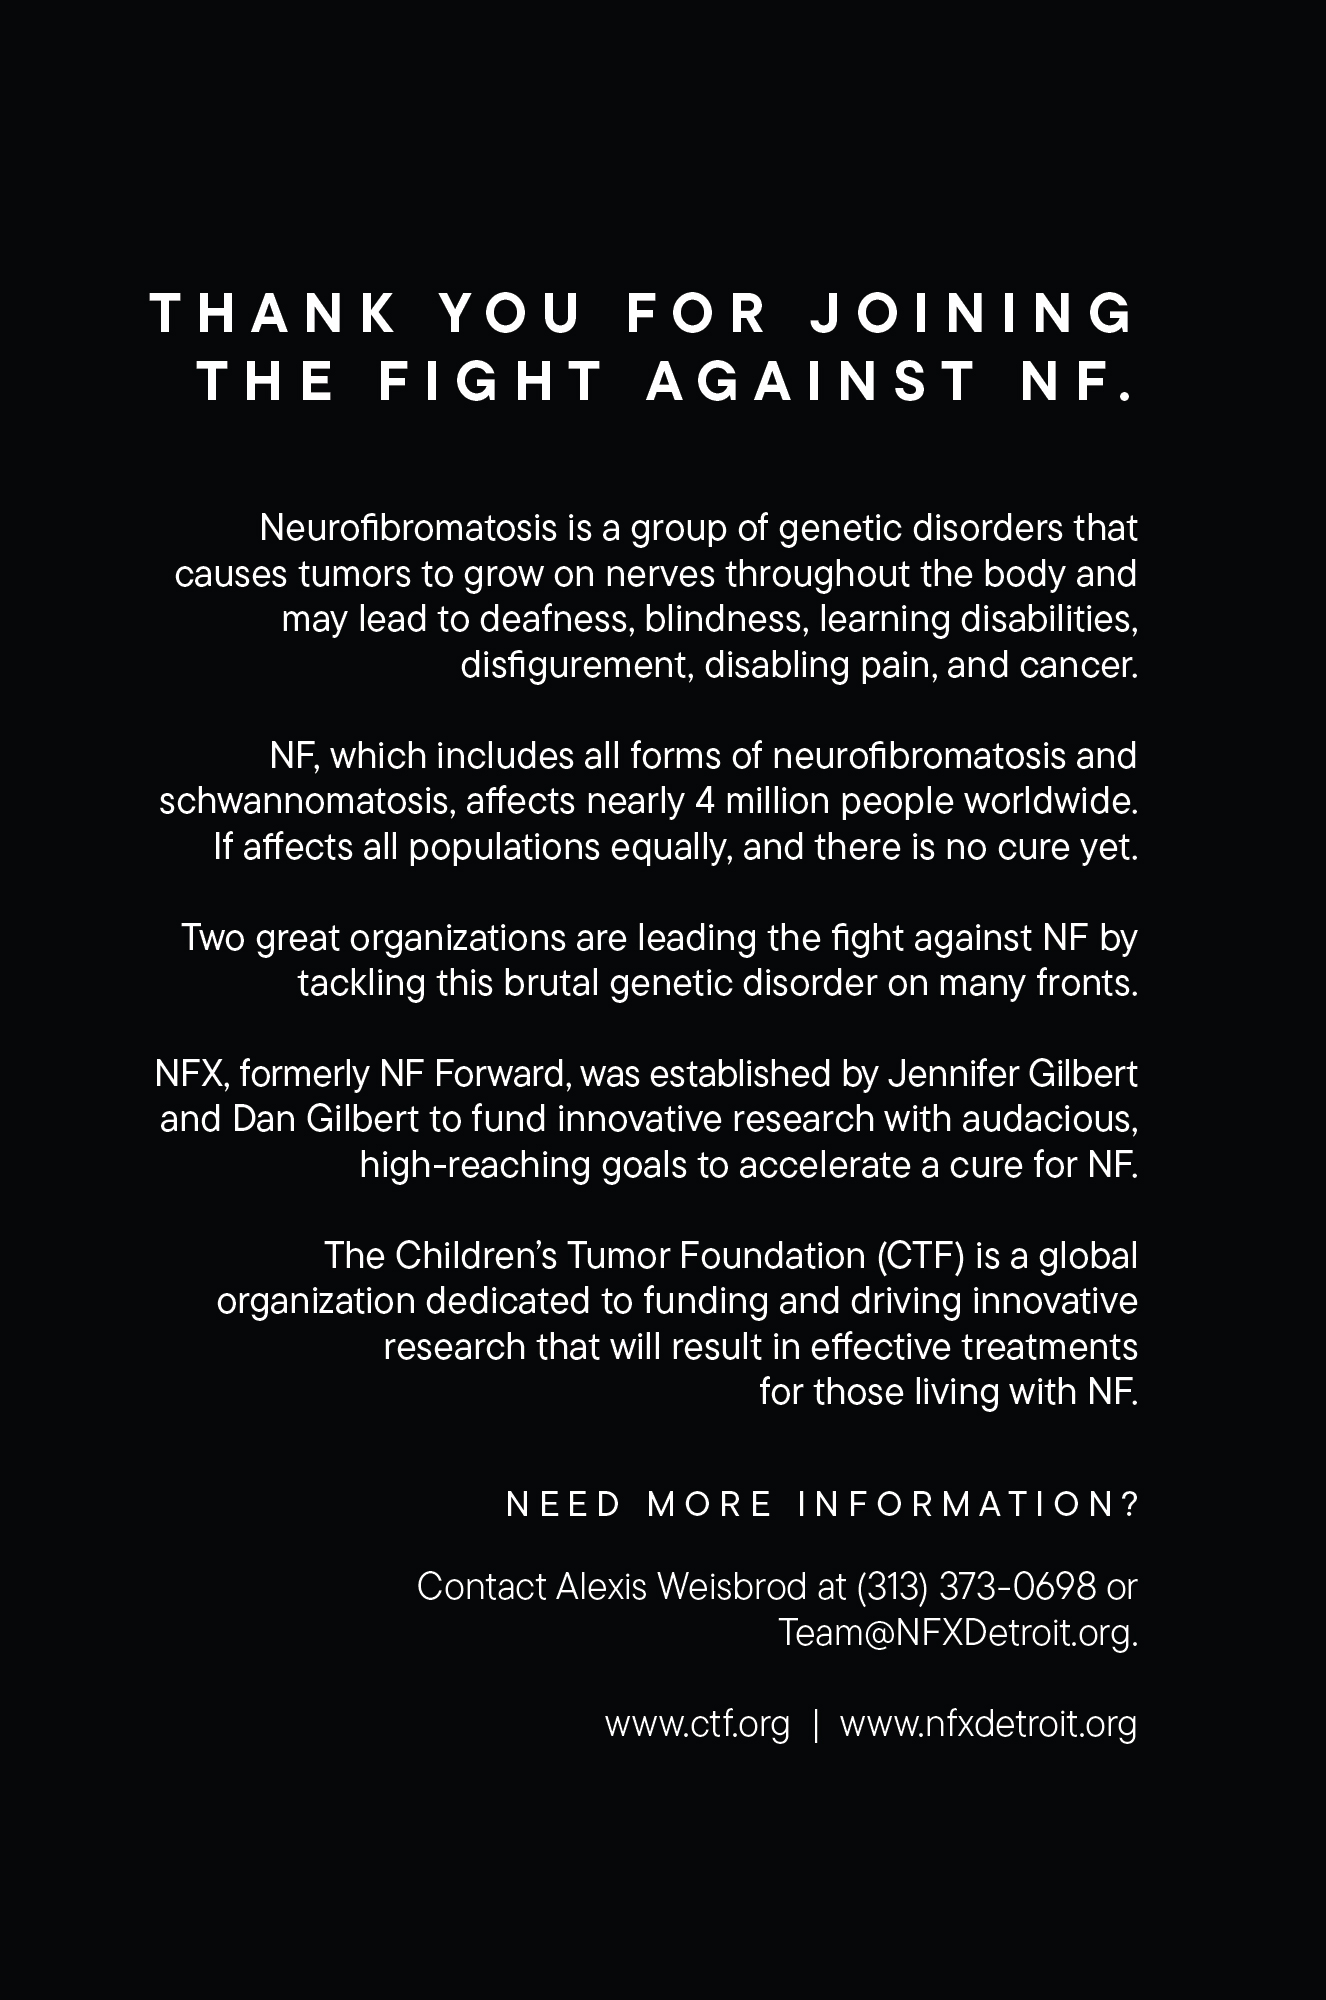 THANK YOU FOR JOINING
THE FIGHT AGAINST NF.
Neurofibromatosis is a group of genetic disorders that
causes tumors to grow on nerves throughout the body and
may lead to deafness, blindness, learning disabilities,
disfigurement, disabling pain, and cancer.
NF, which includes all forms of neurofibromatosis and
schwannomatosis, affects nearly 4 million people worldwide.
If affects all populations equally, and there is no cure yet.
Two great organizations are leading the fight against NF by
tackling this brutal genetic disorder on many fronts.
NFX, formerly NF Forward, was established by Jennifer Gilbert
and Dan Gilbert to fund innovative research with audacious,
high-reaching goals to accelerate a cure for NF.
The Children’s Tumor Foundation (CTF) is a global
organization dedicated to funding and driving innovative
research that will result in effective treatments
for those living with NF.
NEED MORE INFORMATION?
Contact Alexis Weisbrod at (313) 373-0698 or
Team@NFXDetroit.org.
www.ctf.org | www.nfxdetroit.org